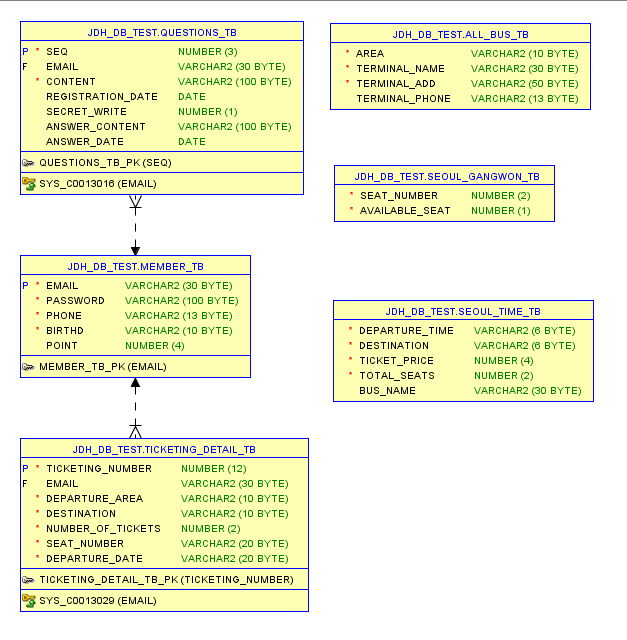 JDH_DB_TEST.QUESTIONS_TB
P * SEQ NUMBER (3)
F EMAIL VARCHAR2 (30 BYTE)
* CONTENT VARCHAR2 (100 BYTE)
REGISTRATION_DATE DATE
SECRET_WRITE NUMBER (1)
ANSWER_CONTENT VARCHAR2 (100 BYTE)
ANSWER_DATE DATE
QUESTIONS_TB_PK (SEQ)
SYS_C0013016 (EMAIL)
JDH_DB_TEST.MEMBER_TB
P * EMAIL VARCHAR2 (30 BYTE)
* PASSWORD VARCHAR2 (100 BYTE)
* PHONE VARCHAR2 (13 BYTE)
* BIRTHD VARCHAR2 (10 BYTE)
POINT NUMBER (4)
MEMBER_TB_PK (EMAIL)
JDH_DB_TEST.TICKETING_DETAIL_TB
P * TICKETING_NUMBER NUMBER (12)
F EMAIL VARCHAR2 (30 BYTE)
* DEPARTURE_AREA VARCHAR2 (10 BYTE)
* DESTINATION VARCHAR2 (10 BYTE)
* NUMBER_OF_TICKETS NUMBER (2)
* SEAT_NUMBER VARCHAR2 (20 BYTE)
* DEPARTURE_DATE VARCHAR2 (20 BYTE)
TICKETING_DETAIL_TB_PK (TICKETING_NUMBER)
SYS_C0013029 (EMAIL)
JDH_DB_TEST.ALL_BUS_TB
* AREA VARCHAR2 (10 BYTE)
* TERMINAL_NAME VARCHAR2 (30 BYTE)
* TERMINAL_ADD VARCHAR2 (50 BYTE)
TERMINAL_PHONE VARCHAR2 (13 BYTE)
JDH_DB_TEST.SEOUL_GANGWON_TB
* SEAT_NUMBER NUMBER (2)
* AVAILABLE_SEAT NUMBER (1)
JDH_DB_TEST.SEOUL_TIME_TB
* DEPARTURE_TIME VARCHAR2 (6 BYTE)
* DESTINATION VARCHAR2 (6 BYTE)
* TICKET_PRICE NUMBER (4)
* TOTAL_SEATS NUMBER (2)
BUS_NAME VARCHAR2 (30 BYTE)